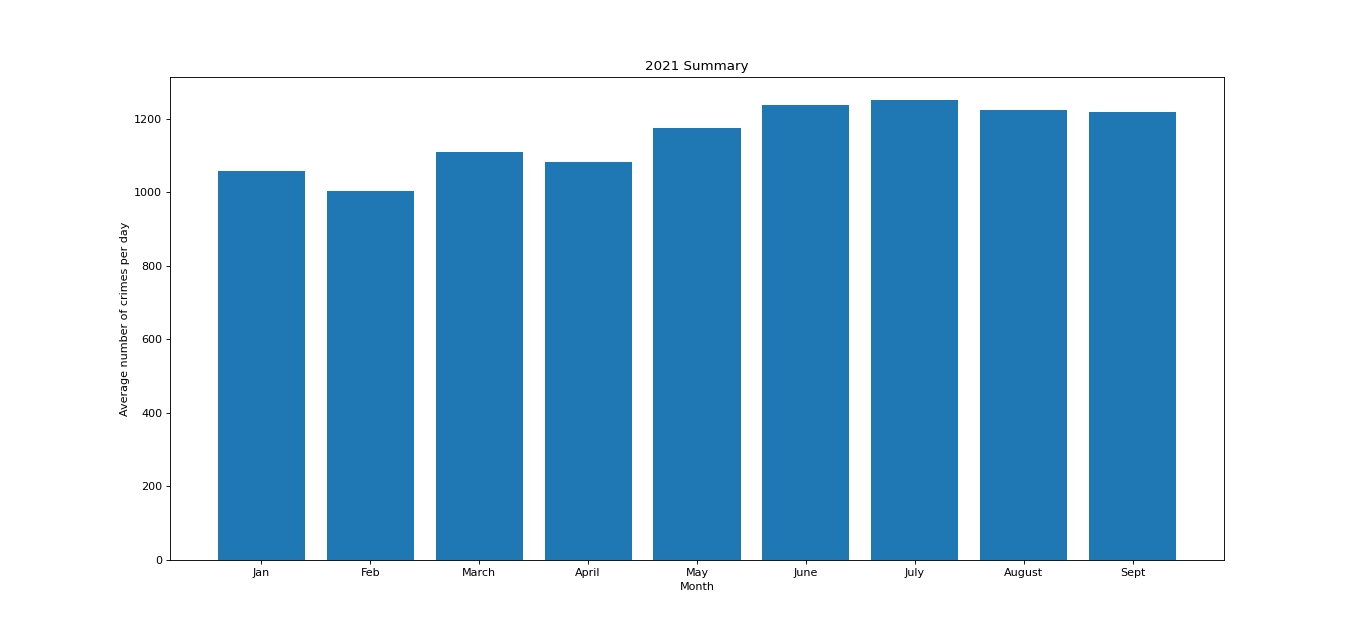 2021 Summary
1200
1000
800
600
400
200
0
Average number of crimes per day
Jan Feb March April May June July August Sept
Month